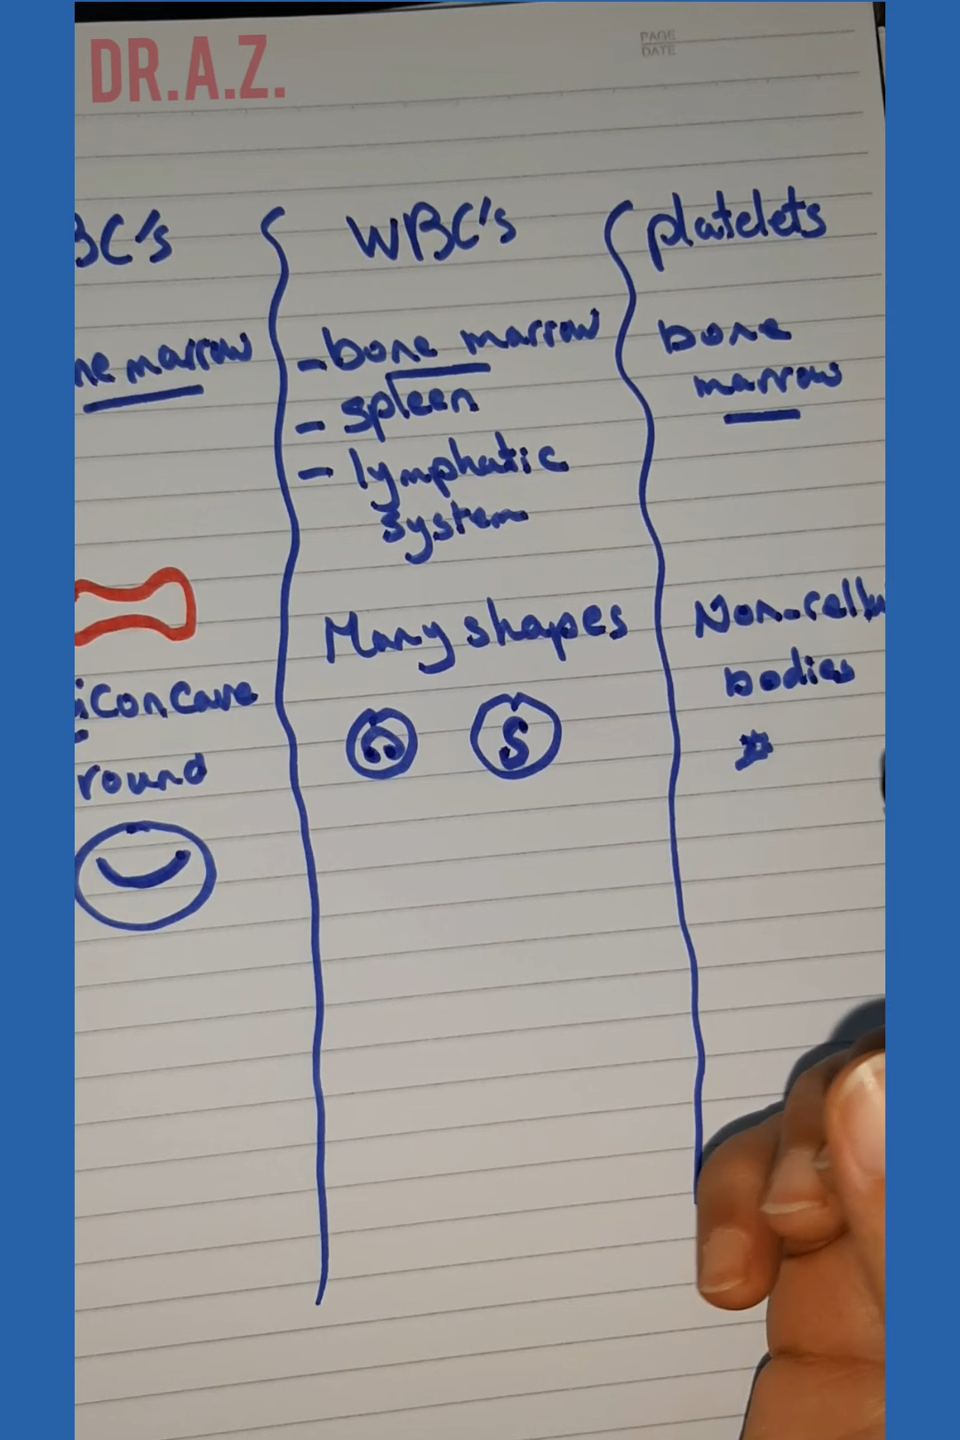 DR.A.Z.
PAGE
DATE
BC's
WBC's
platelets
ne marrow
- bone marrow
- spleen
- lymphatic
system
bone
marrow
iconcave
round
Many shapes
S
Non-cellu
bodies